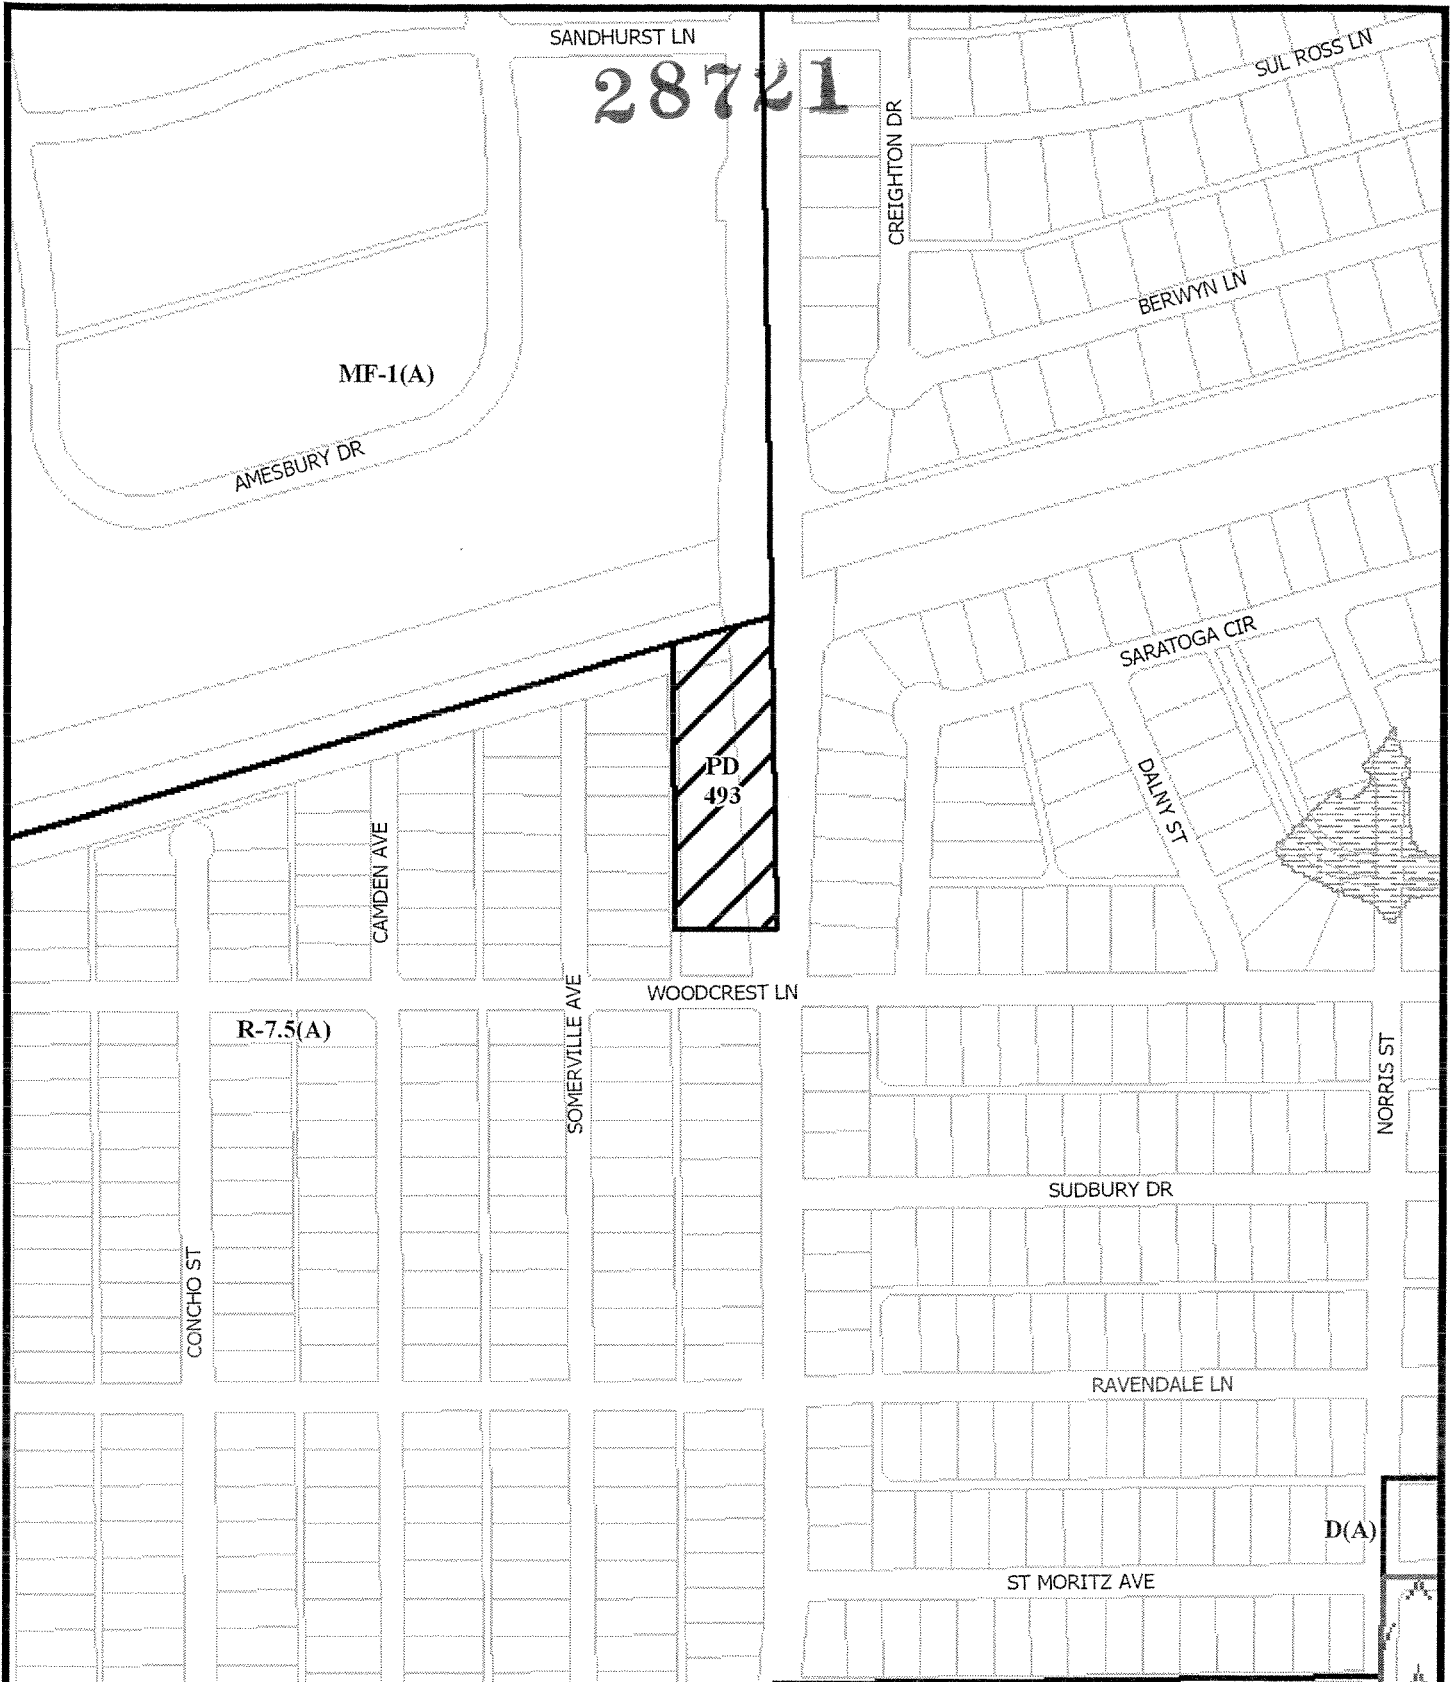 SANDHURST LN
28721
SUL ROSS LN
CREIGHTON DR
BERWYN LN
MF-1(A)
AMESBURY DR
SARATOGA CIR
PD
493
DALNY ST
CAMDEN AVE
SOMERVILLE AVE
WOODCREST LN
R-7.5(A)
NORRIS ST
SUDBURY DR
CONCHO ST
RAVENDALE LN
D(A)
ST MORITZ AVE